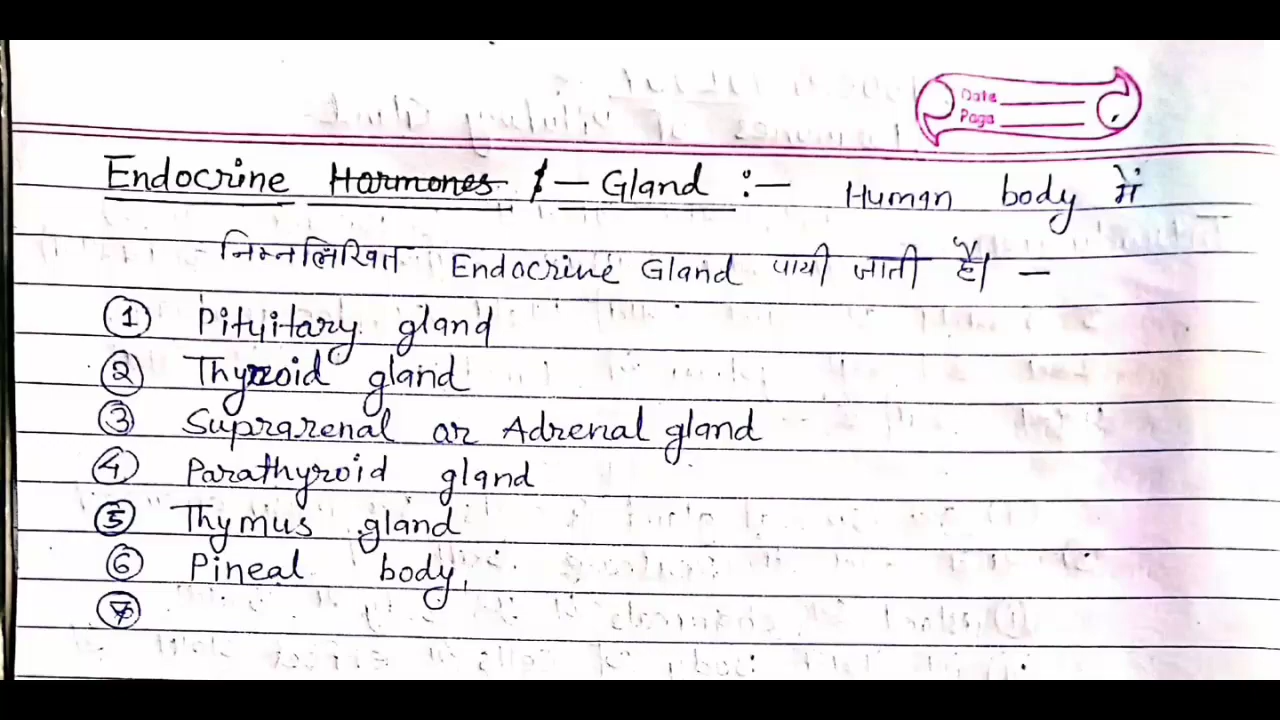 Date
Page
Endocrine Hormones :- Gland :- Human body में
निम्नलिखित Endocrine Gland पायी जाती हैं। -
① Pituitary gland
② Thyroid gland
③ Suprarenal or Adrenal gland
④ Parathyroid gland
⑤ Thymus gland
⑥ Pineal body,
⑦